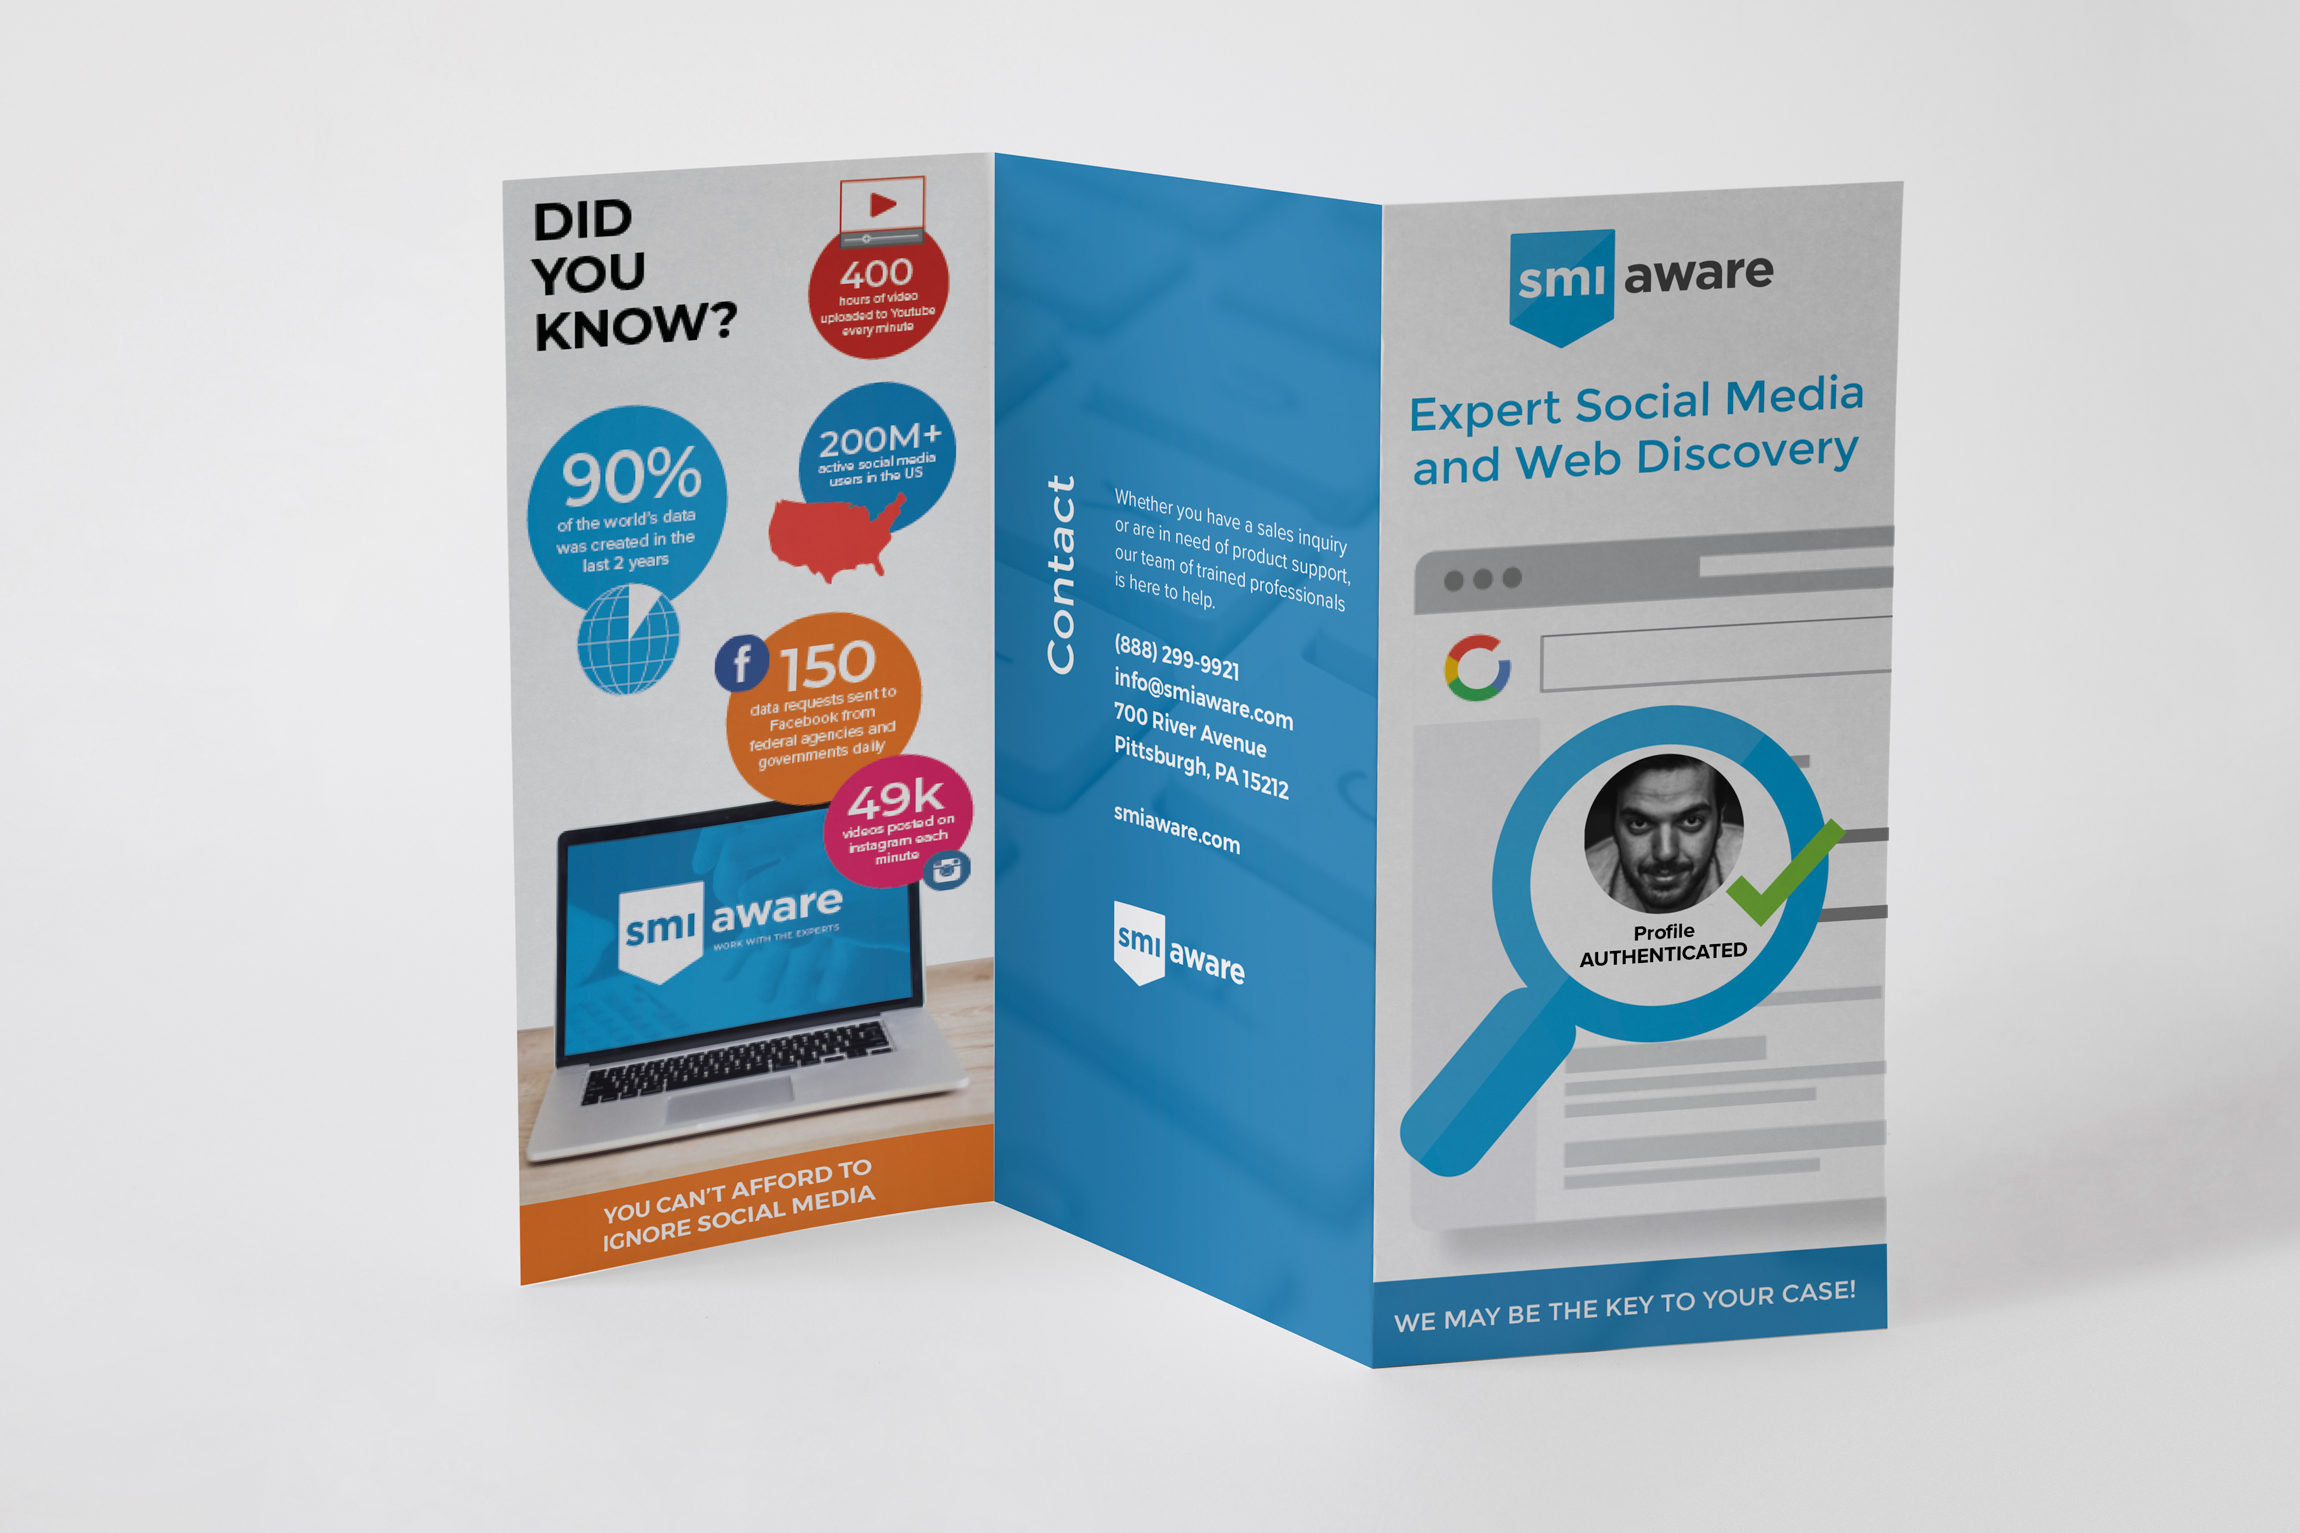 DID
YOU
KNOW?
400
hours of video
uploaded to Youtube
every minute
90%
of the world's data
was created in the
last 2 years
200M+
active social media
users in the US
f
150
data requests sent to
Facebook from
federal agencies and
governments daily
49k
videos posted on
instagram each
minute
smi aware
WORK WITH THE EXPERTS
YOU CAN'T AFFORD TO
IGNORE SOCIAL MEDIA
Contact
Whether you have a sales inquiry
or are in need of product support,
our team of trained professionals
is here to help.
(888) 299-9921
info@smiaware.com
700 River Avenue
Pittsburgh, PA 15212
smiaware.com
smi aware
smi aware
Expert Social Media
and Web Discovery
Profile
AUTHENTICATED
WE MAY BE THE KEY TO YOUR CASE!